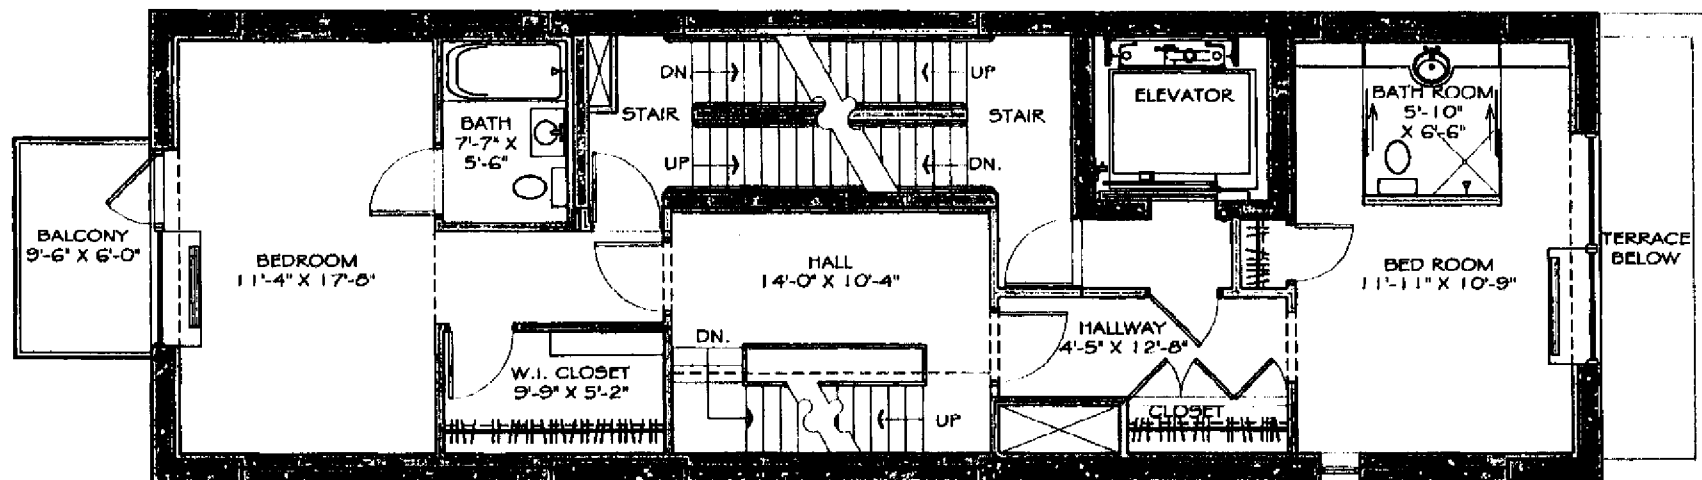 BALCONY
9'-6" X 6'-0"
BEDROOM
11'-4" X 17'-8"
BATH
7'-7" X
5'-6"
W.I. CLOSET
9'-9" X 5'-2"
STAIR
DN.
UP
UP
DN.
STAIR
HALL
14'-0" X 10'-4"
DN.
UP
ELEVATOR
HALLWAY
4'-5" X 12'-8"
CLOSET
BATH ROOM
5'-10"
X 6'-6"
BED ROOM
11'-11" X 10'-9"
TERRACE
BELOW